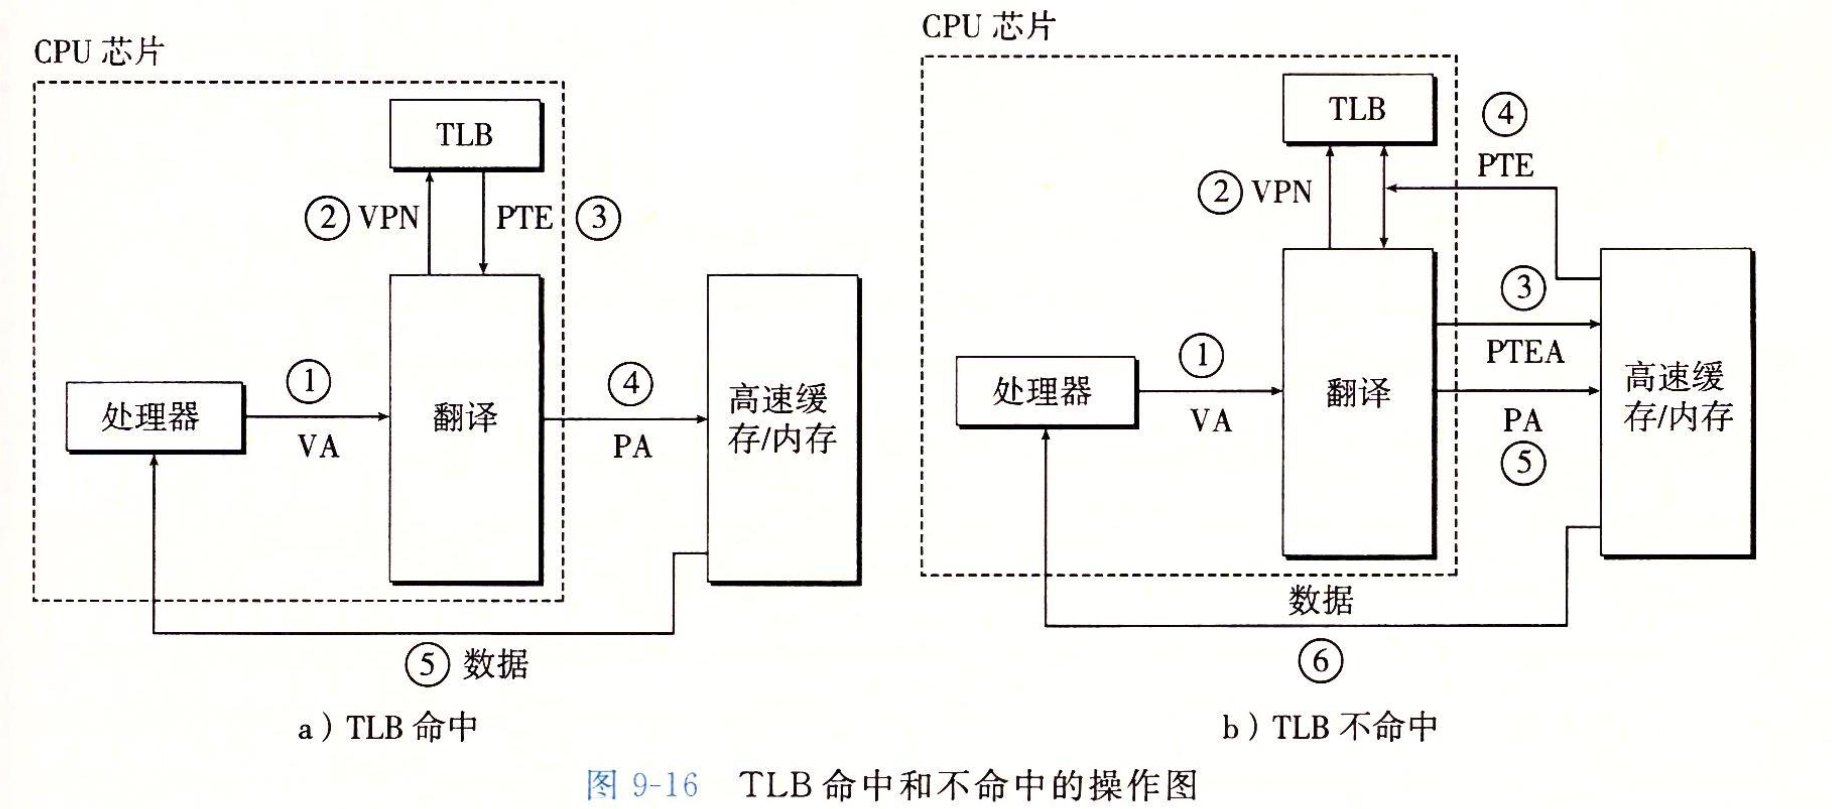 CPU 芯片
TLB
② VPN
PTE ③
处理器
①
VA
翻译
④
PA
高速缓
存/内存
⑤ 数据
a）TLB 命中
CPU 芯片
TLB
② VPN
④
PTE
处理器
①
VA
翻译
③
PTEA
PA
⑤
高速缓
存/内存
数据
⑥
b）TLB 不命中
图 9-16 TLB 命中和不命中的操作图